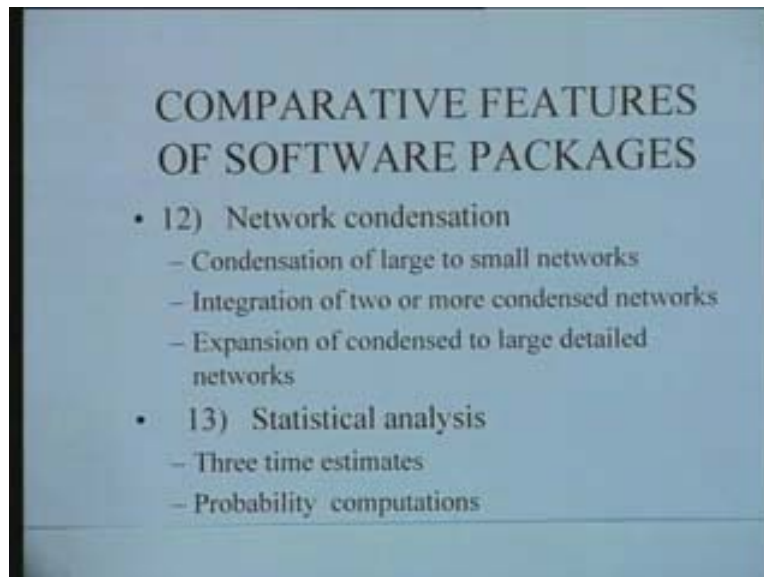 COMPARATIVE FEATURES
OF SOFTWARE PACKAGES
• 12) Network condensation
– Condensation of large to small networks
– Integration of two or more condensed networks
– Expansion of condensed to large detailed
networks
• 13) Statistical analysis
– Three time estimates
– Probability computations